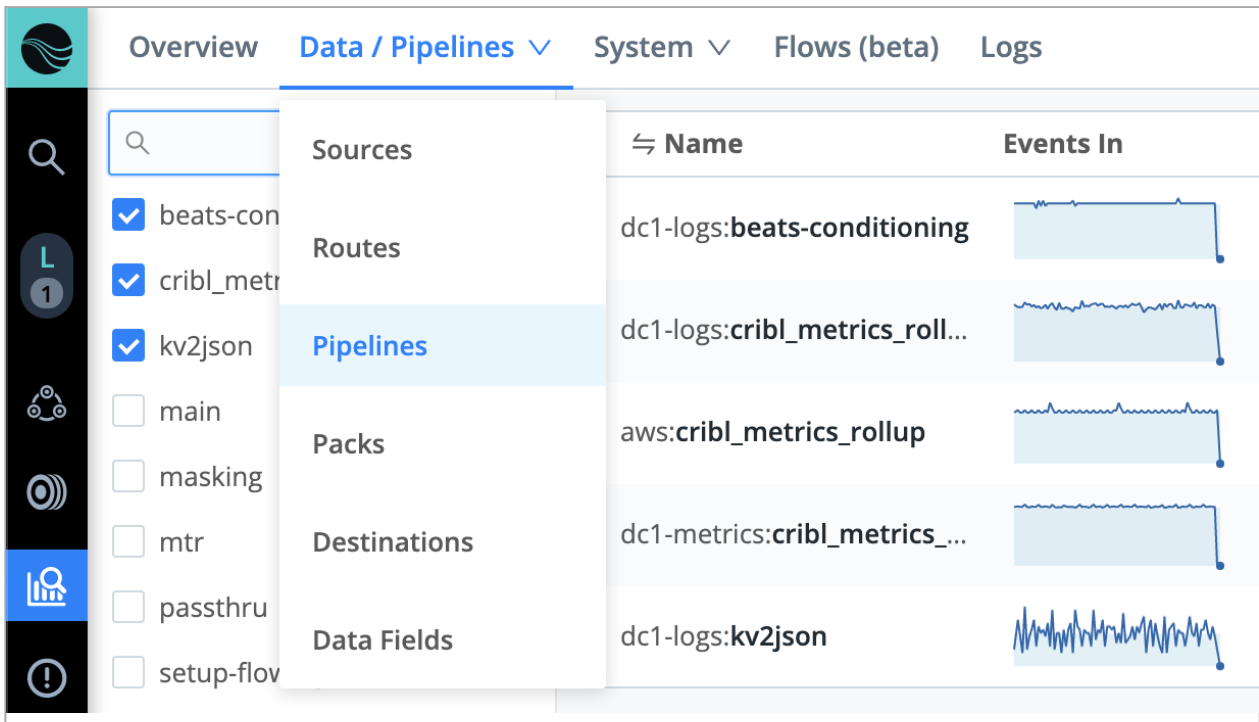 Overview Data / Pipelines System Flows (beta) Logs
L
1
beats-con
cribl_metr
kv2json
main
masking
mtr
passthru
setup-flow
Sources
Routes
Pipelines
Packs
Destinations
Data Fields
Name Events In
dc1-logs:beats-conditioning
dc1-logs:cribl_metrics_roll...
aws:cribl_metrics_rollup
dc1-metrics:cribl_metrics_...
dc1-logs:kv2json